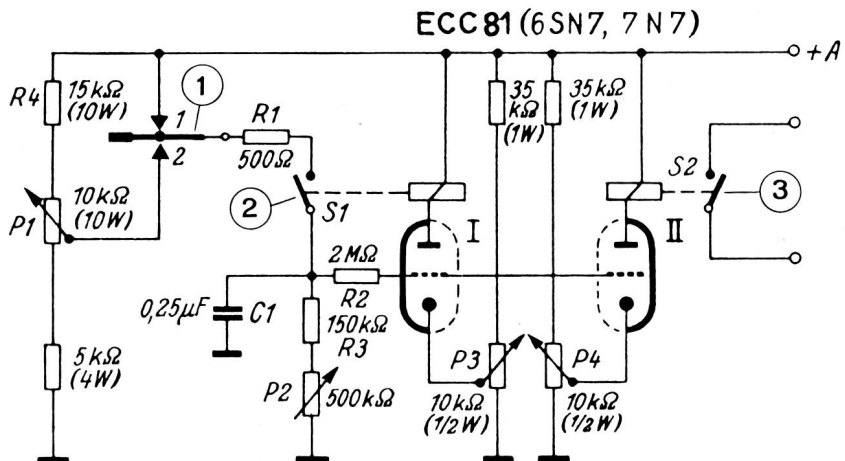 ECC81 (6SN7, 7N7)
+A
R4
15kΩ
(10W)
1
1
2
R1
500Ω
35
kΩ
(1W)
35kΩ
(1W)
S2
3
P1
10kΩ
(10W)
2
S1
I
II
2MΩ
R2
0,25µF
C1
150kΩ
R3
5kΩ
(4W)
P2
500kΩ
P3
10kΩ
(1/2W)
P4
10kΩ
(1/2W)